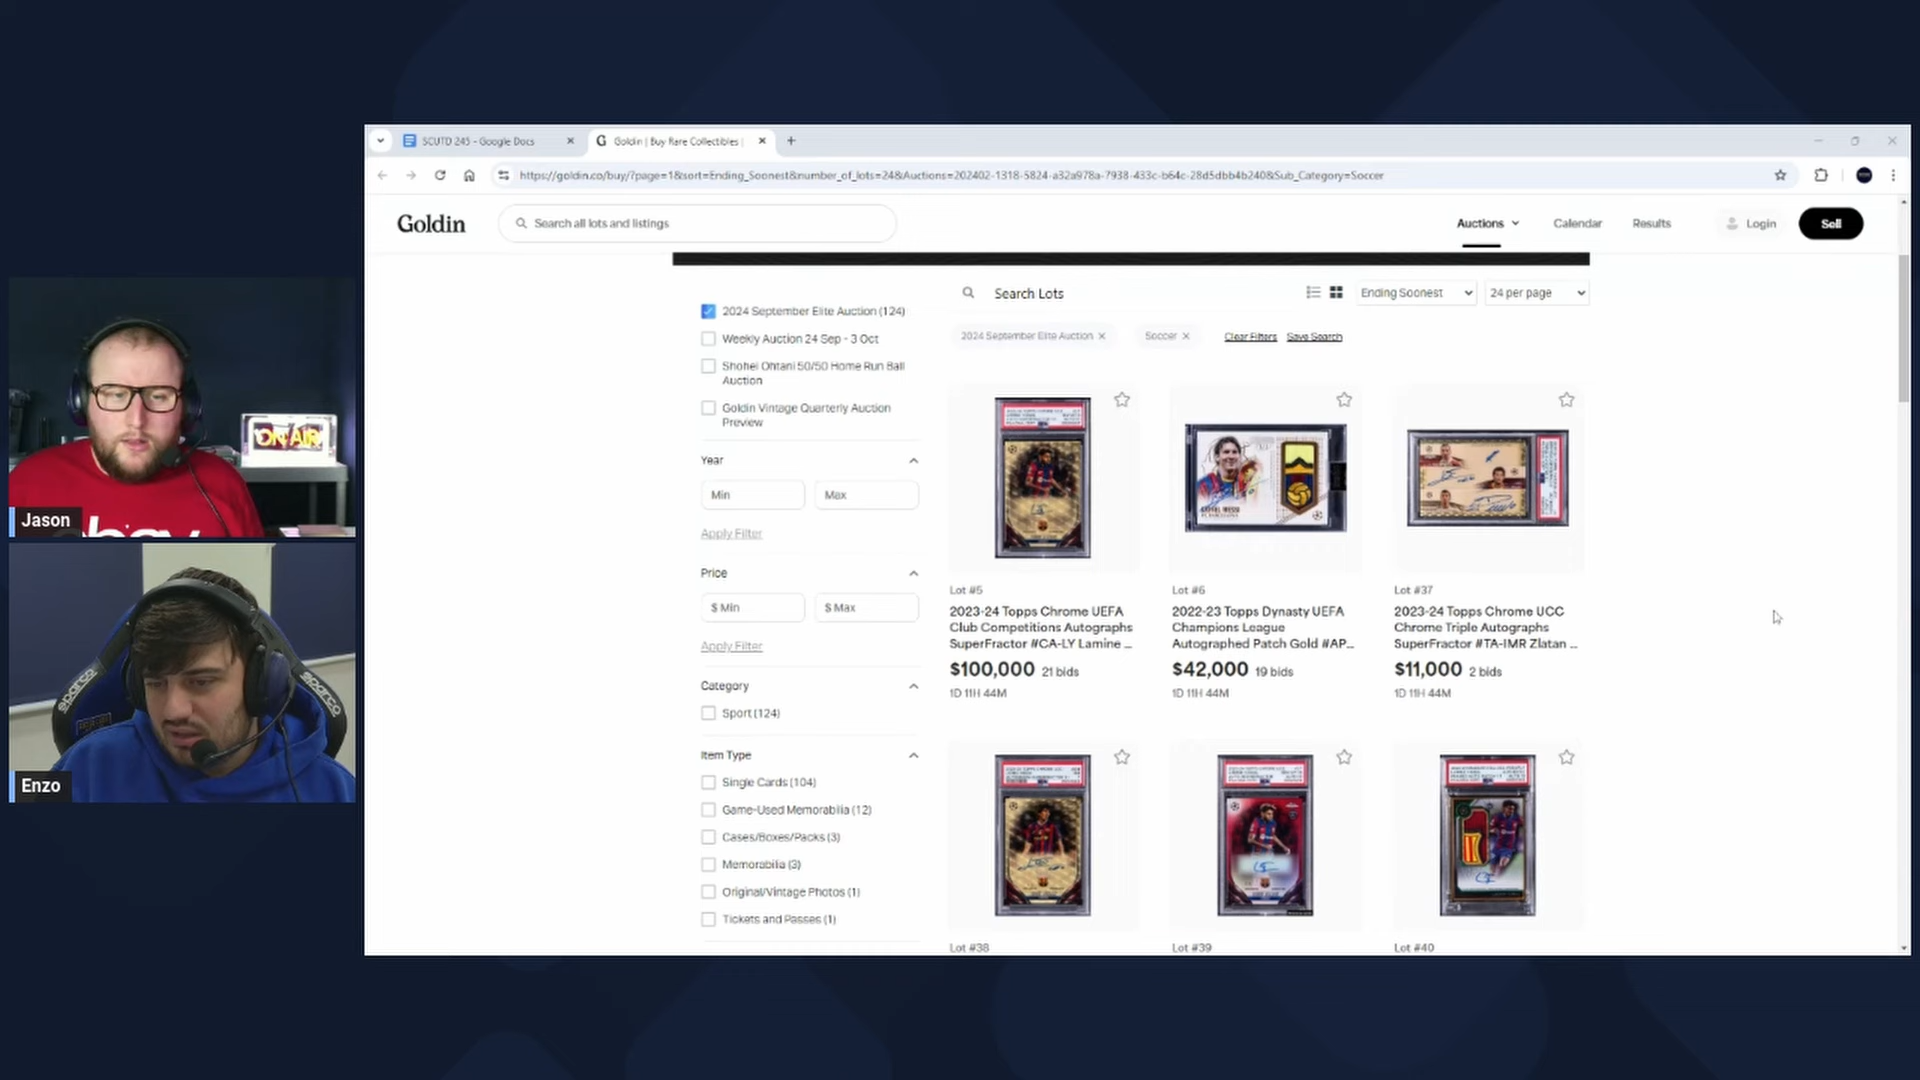 SCUTD 245 - Google Docs
Goldin | Buy Rare Collectibles |
https://goldin.co/buy/?page=1&sort=Ending_Soonest&number_of_lots=24&Auctions=202402-1318-5824-a32a978a-7938-433c-b64c-28d5dbb4b240&Sub_Category=Soccer
Goldin
Search all lots and listings
Auctions
Calendar
Results
Login
Sell
Search Lots
Ending Soonest
24 per page
2024 September Elite Auction
Soccer
Clear Filters
Save Search
2024 September Elite Auction (124)
Weekly Auction 24 Sep - 3 Oct
Shohei Ohtani 50/50 Home Run Ball
Auction
Goldin Vintage Quarterly Auction
Preview
Year
Min
Max
Apply Filter
Price
$ Min
$ Max
Apply Filter
Category
Sport (124)
Item Type
Single Cards (104)
Game-Used Memorabilia (12)
Cases/Boxes/Packs (3)
Memorabilia (3)
Original/Vintage Photos (1)
Tickets and Passes (1)
Lot #5
2023-24 Topps Chrome UEFA
Club Competitions Autographs
SuperFractor #CA-LY Lamine ...
$100,000 21 bids
1D 11H 44M
Lot #6
2022-23 Topps Dynasty UEFA
Champions League
Autographed Patch Gold #AP...
$42,000 19 bids
1D 11H 44M
Lot #37
2023-24 Topps Chrome UCC
Chrome Triple Autographs
SuperFractor #TA-IMR Zlatan ...
$11,000 2 bids
1D 11H 44M
Lot #38
Lot #39
Lot #40
ON AIR
Jason
ebay
sparco
sparco
Enzo